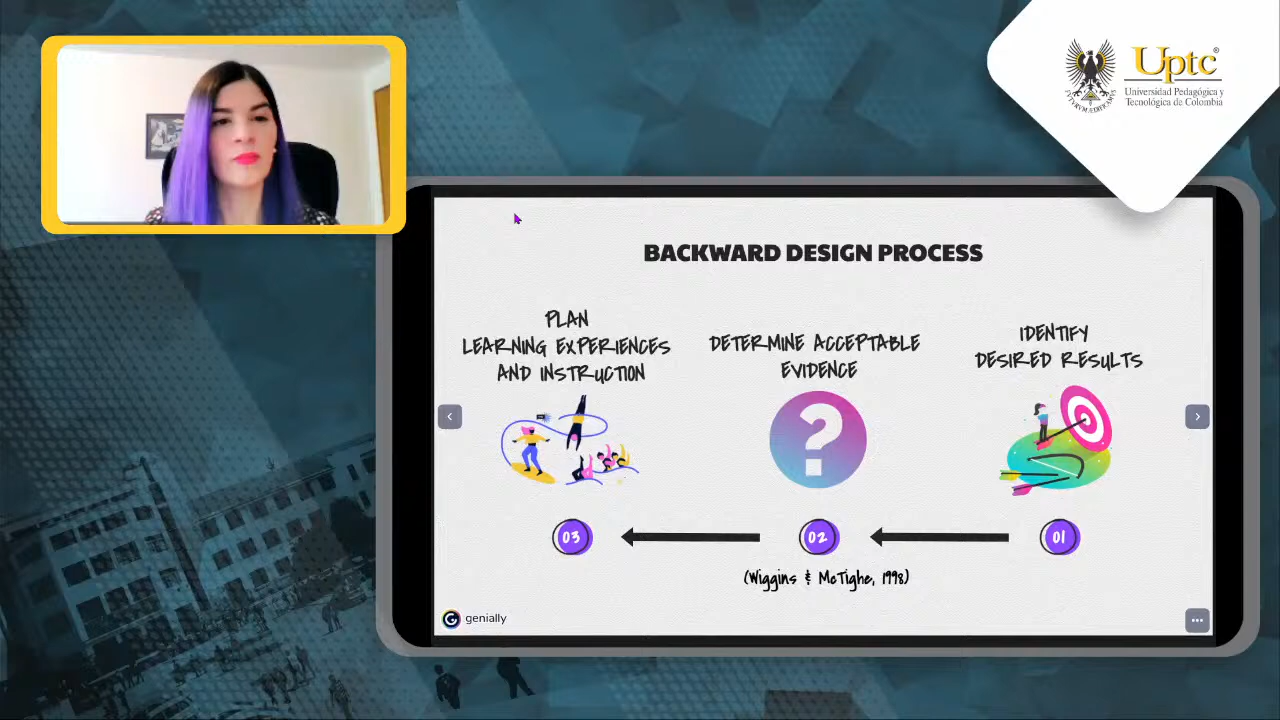 Uptc®
Universidad Pedagógica y
Tecnológica de Colombia
BACKWARD DESIGN PROCESS
PLAN
LEARNING EXPERIENCES
AND INSTRUCTION
DETERMINE ACCEPTABLE
EVIDENCE
IDENTIFY
DESIRED RESULTS
?
03
02
01
(Wiggins & McTighe, 1998)
genially